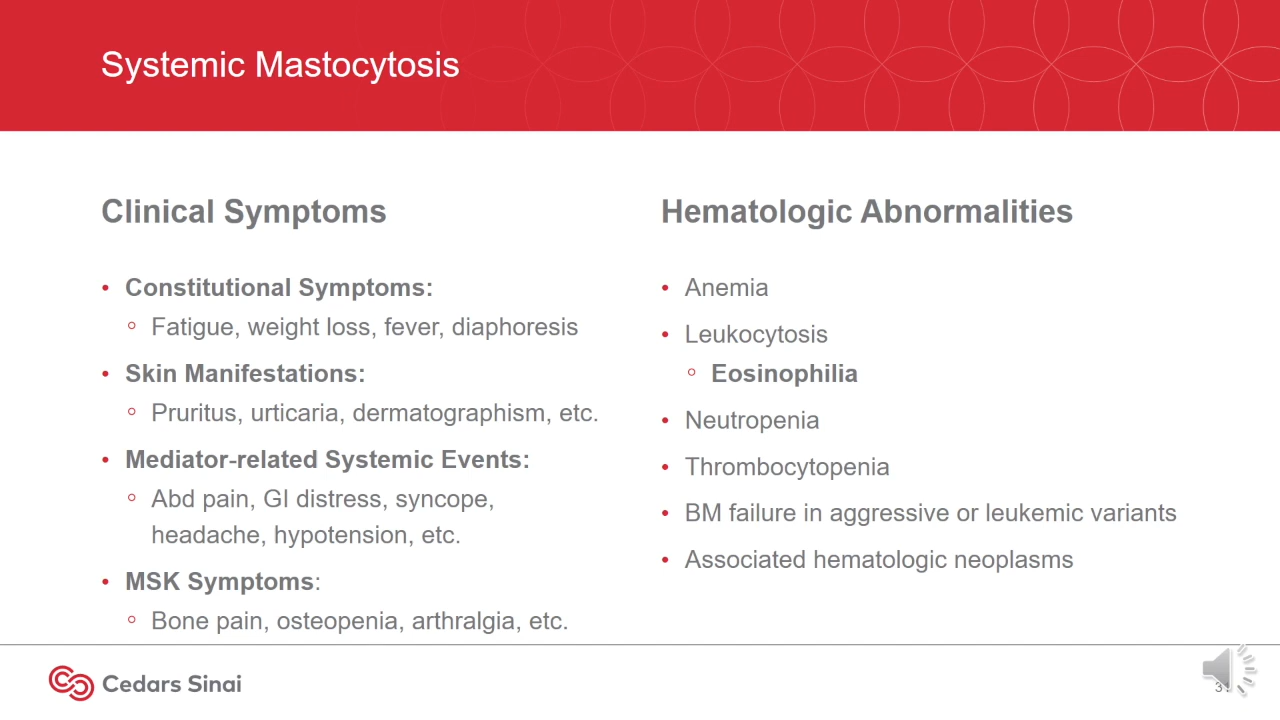 Systemic Mastocytosis
Clinical Symptoms
• Constitutional Symptoms:
◦ Fatigue, weight loss, fever, diaphoresis
• Skin Manifestations:
◦ Pruritus, urticaria, dermatographism, etc.
• Mediator-related Systemic Events:
◦ Abd pain, GI distress, syncope,
headache, hypotension, etc.
• MSK Symptoms:
◦ Bone pain, osteopenia, arthralgia, etc.
Hematologic Abnormalities
• Anemia
• Leukocytosis
◦ Eosinophilia
• Neutropenia
• Thrombocytopenia
• BM failure in aggressive or leukemic variants
• Associated hematologic neoplasms
Cedars Sinai